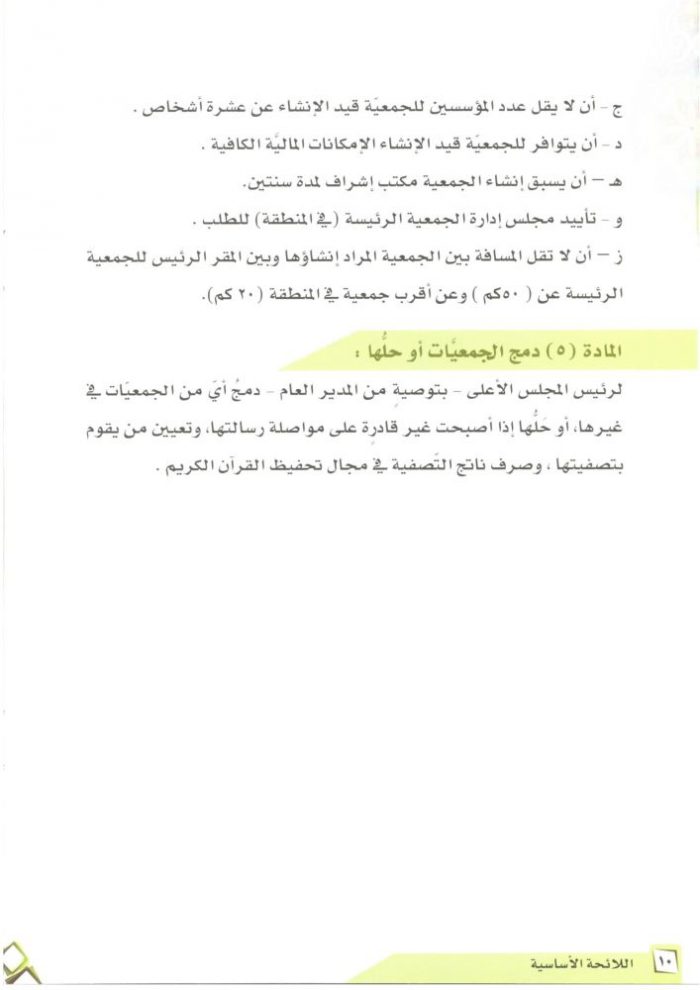 ج - أن لا يقل عدد المؤسسين للجمعيّة قيد الإنشاء عن عشرة أشخاص .
د - أن يتوافر للجمعيّة قيد الإنشاء الإمكانات الماليَّة الكافية .
هـ – أن يسبق إنشاء الجمعية مكتب إشراف لمدة سنتين.
و - تأييد مجلس إدارة الجمعية الرئيسة (في المنطقة) للطلب .
ز – أن لا تقل المسافة بين الجمعية المراد إنشاؤها وبين المقر الرئيس للجمعية
الرئيسة عن ( ٥٠كم ) وعن أقرب جمعية في المنطقة (٢٠ كم).
المادة (٥) دمج الجمعيَّات أو حلُّها :
لرئيس المجلس الأعلى - بتوصيةٍ من المدير العام - دمجُ أيّ من الجمعيّات في
غيرها، أو حَلُّها إذا أصبحت غير قادرةٍ على مواصلة رسالتها، وتعيين من يقوم
بتصفيتها ، وصرف ناتج التّصفية في مجال تحفيظ القرآن الكريم .
١٠ اللائحة الأساسية